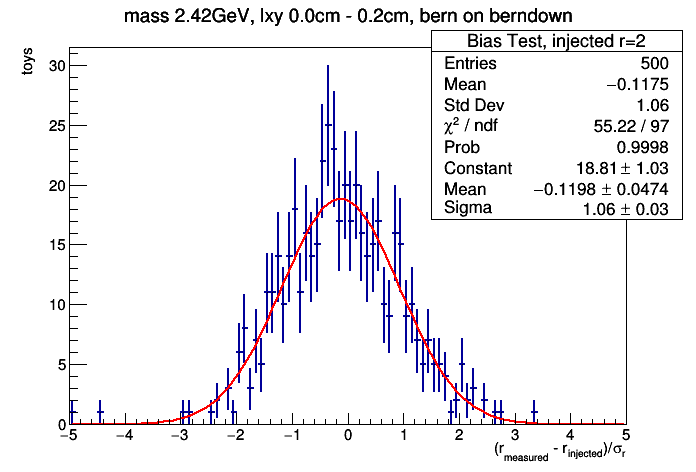 mass 2.42GeV, lxy 0.0cm - 0.2cm, bern on berndown
Bias Test, injected r=2
Entries 500
Mean −0.1175
Std Dev 1.06
χ² / ndf 55.22 / 97
Prob 0.9998
Constant 18.81 ± 1.03
Mean −0.1198 ± 0.0474
Sigma 1.06 ± 0.03
toys
30
25
20
15
10
5
0
−5 −4 −3 −2 −1 0 1 2 3 4 5
(r_measured - r_injected)/σ_r